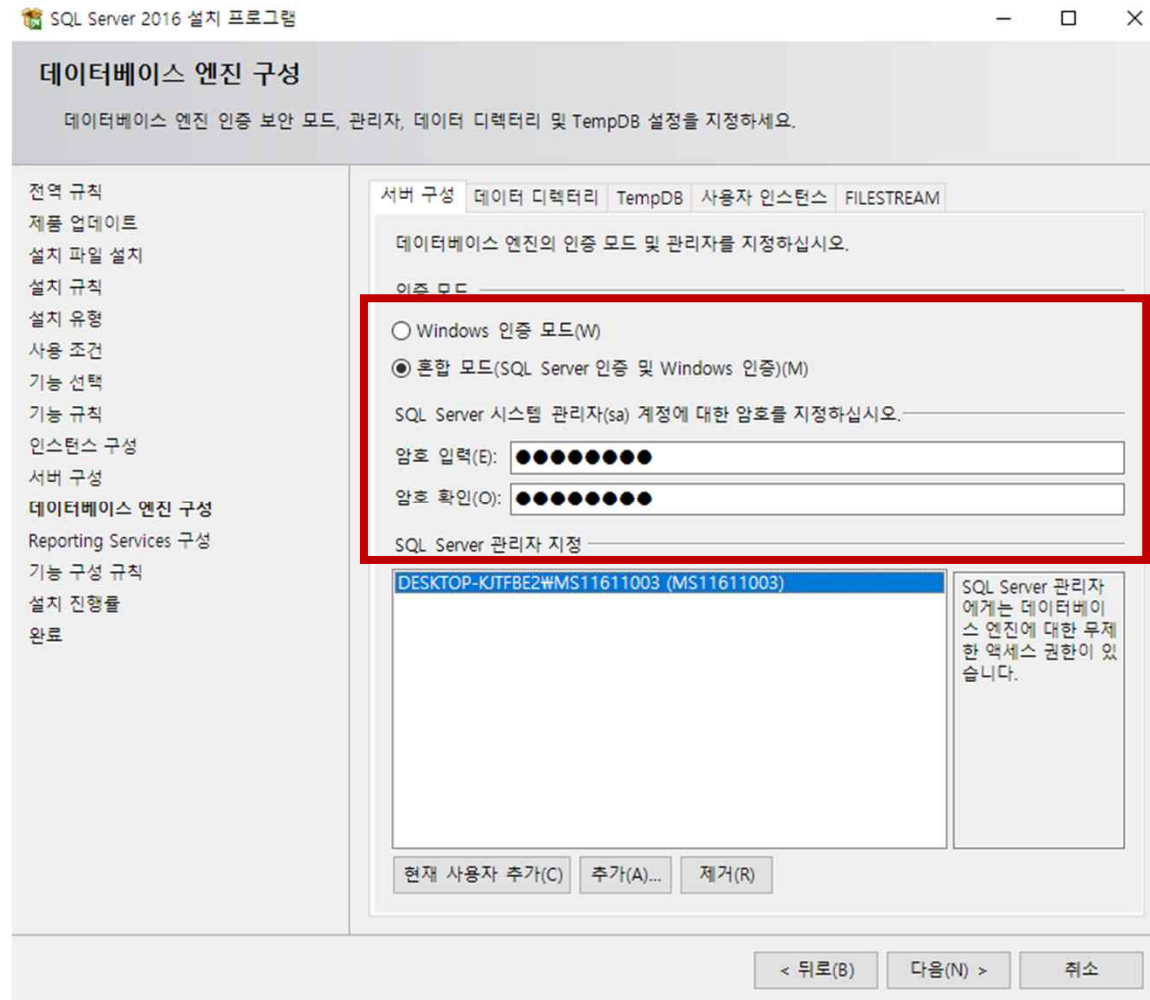 SQL Server 2016 설치 프로그램
데이터베이스 엔진 구성
데이터베이스 엔진 인증 보안 모드, 관리자, 데이터 디렉터리 및 TempDB 설정을 지정하세요.
전역 규칙
제품 업데이트
설치 파일 설치
설치 규칙
설치 유형
사용 조건
기능 선택
기능 규칙
인스턴스 구성
서버 구성
데이터베이스 엔진 구성
Reporting Services 구성
기능 구성 규칙
설치 진행률
완료
서버 구성 데이터 디렉터리 TempDB 사용자 인스턴스 FILESTREAM
데이터베이스 엔진의 인증 모드 및 관리자를 지정하십시오.
인증 모드
Windows 인증 모드(W)
혼합 모드(SQL Server 인증 및 Windows 인증)(M)
SQL Server 시스템 관리자(sa) 계정에 대한 암호를 지정하십시오.
암호 입력(E): ●●●●●●●●
암호 확인(O): ●●●●●●●●
SQL Server 관리자 지정
DESKTOP-KJTFBE2₩MS11611003 (MS11611003)
SQL Server 관리자
에게는 데이터베이
스 엔진에 대한 무제
한 액세스 권한이 있
습니다.
현재 사용자 추가(C) 추가(A)... 제거(R)
< 뒤로(B) 다음(N) > 취소